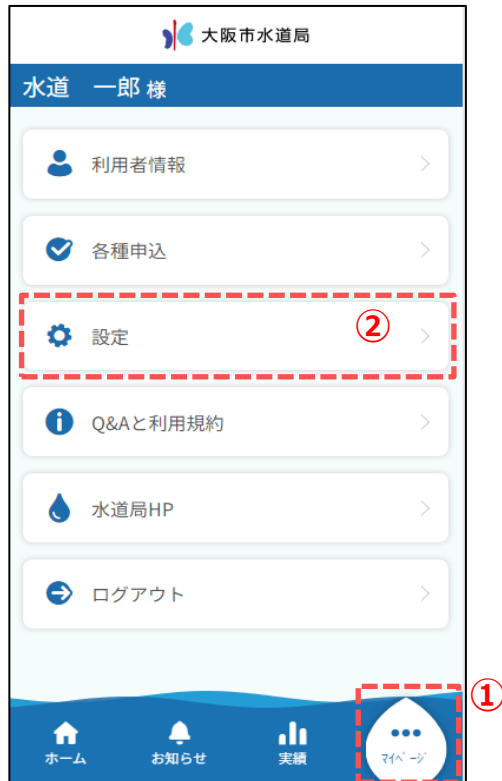 大阪市水道局
水道　一郎 様
利用者情報
各種申込
設定
②
Q&Aと利用規約
水道局HP
ログアウト
①
ホーム
お知らせ
実績
ﾏｲﾍﾟｰｼﾞ